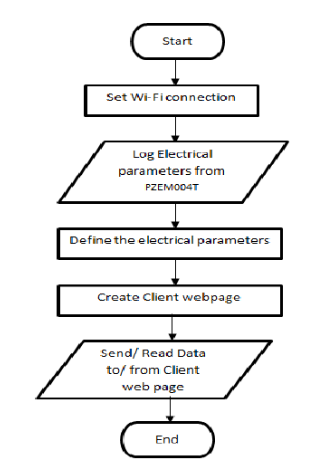 Start
Set Wi-Fi connection
Log Electrical
parameters from
PZEM004T
Define the electrical parameters
Create Client webpage
Send/ Read Data
to/ from Client
web page
End